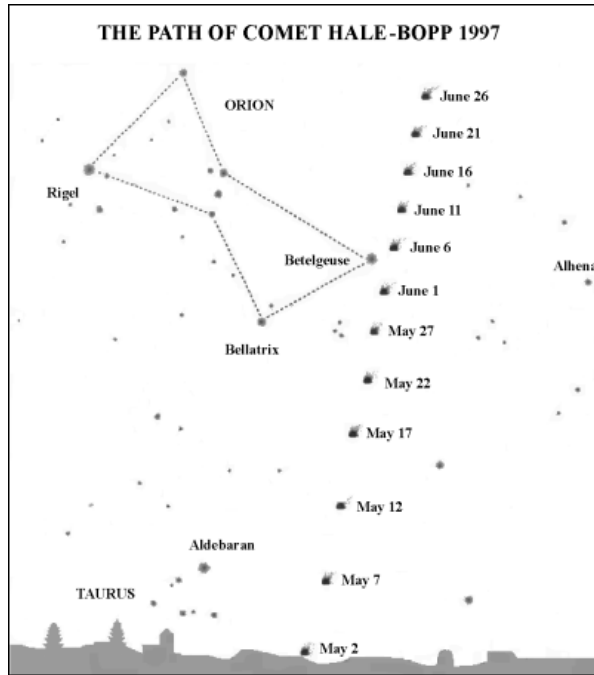 THE PATH OF COMET HALE-BOPP 1997
June 26
ORION
June 21
June 16
Rigel
June 11
June 6
Betelgeuse
Alhena
June 1
May 27
Bellatrix
May 22
May 17
May 12
Aldebaran
May 7
TAURUS
May 2